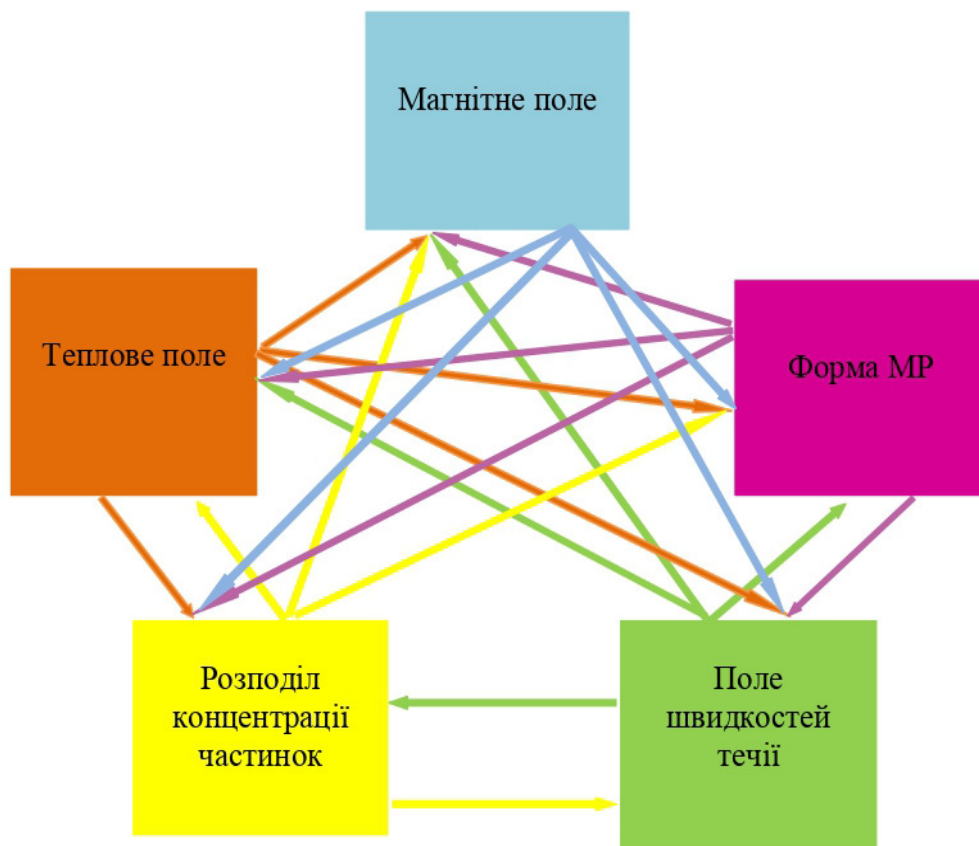 Магнітне поле
Теплове поле
Форма МР
Розподіл
концентрації
частинок
Поле
швидкостей
течії